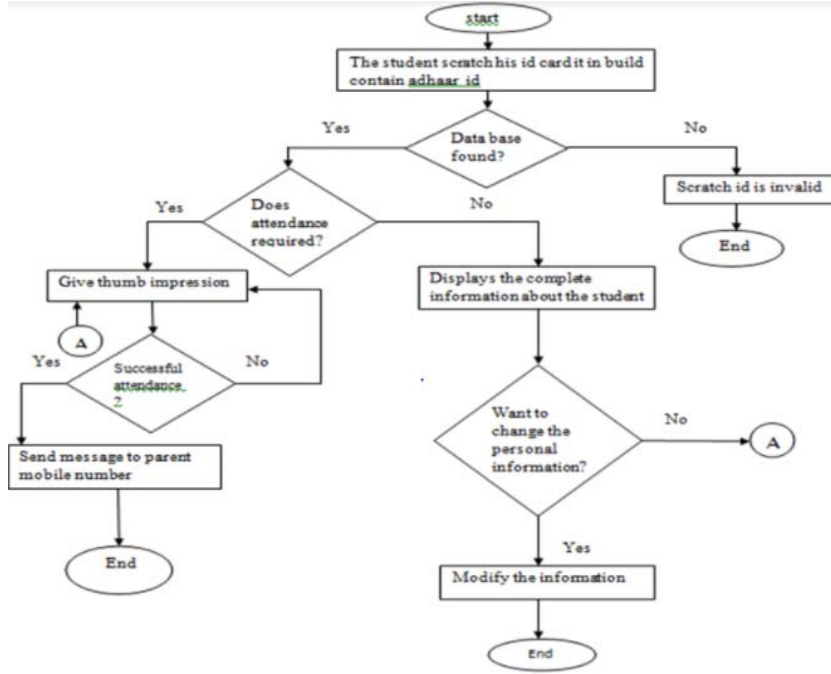 start
The student scratch his id card it in build
contain adhaar_id
Yes
Data base
found?
No
Scratch id is invalid
End
Yes
Does
attendance
required?
No
Give thumb impression
Displays the complete
information about the student
A
Yes
Successful
attendance
?
No
Want to
change the
personal
information?
No
A
Send message to parent
mobile number
End
Yes
Modify the information
End